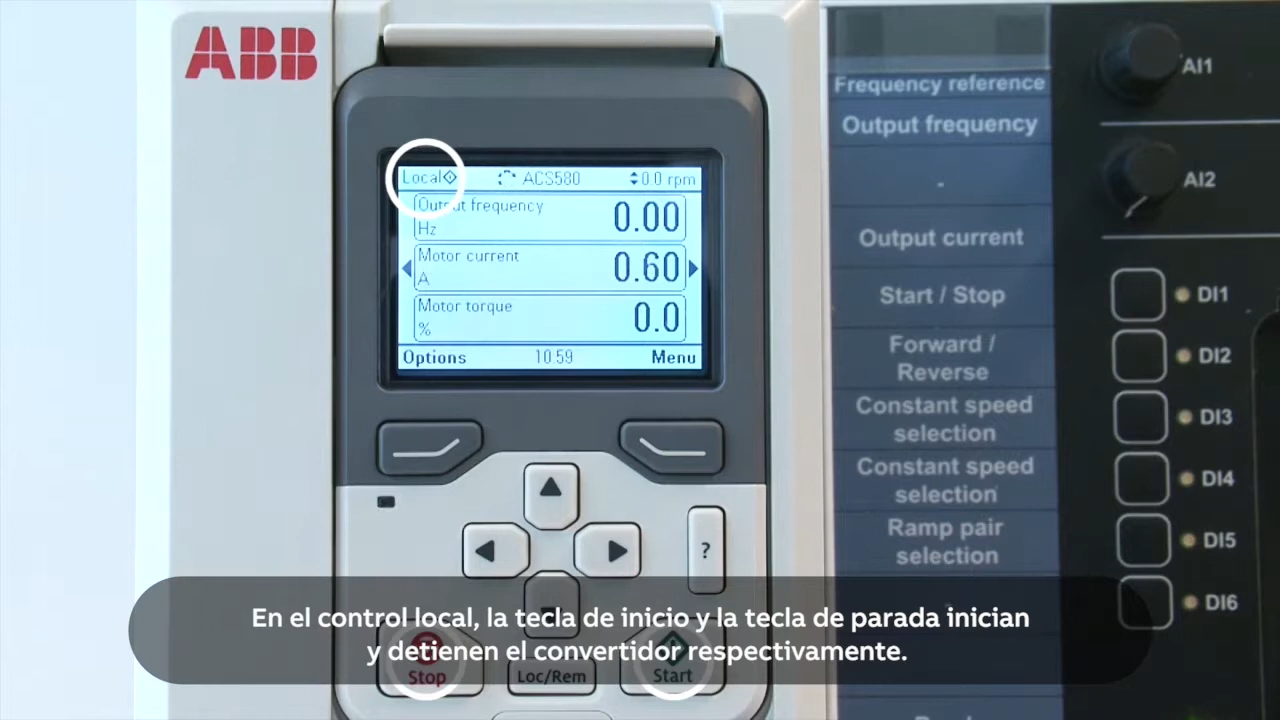 ABB
Local ACS580 0.0 rpm
Output frequency
Hz
0.00
Motor current
A
0.60
Motor torque
%
0.0
Options 10:59 Menu
?
Stop Loc/Rem Start
Frequency reference
Output frequency
-
Output current
Start / Stop
Forward /
Reverse
Constant speed
selection
Constant speed
selection
Ramp pair
selection
AI1
AI2
DI1
DI2
DI3
DI4
DI5
DI6
En el control local, la tecla de inicio y la tecla de parada inician
y detienen el convertidor respectivamente.